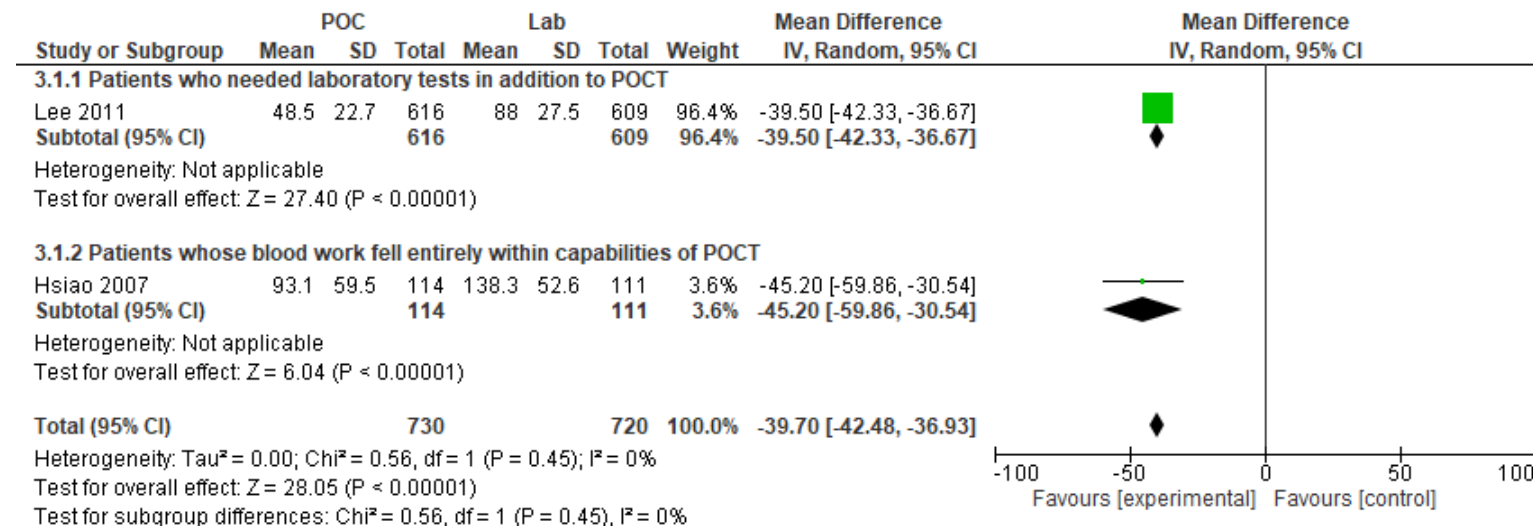 POC Lab Mean Difference Mean Difference
Study or Subgroup Mean SD Total Mean SD Total Weight IV, Random, 95% CI IV, Random, 95% CI
3.1.1 Patients who needed laboratory tests in addition to POCT
Lee 2011 48.5 22.7 616 88 27.5 609 96.4% -39.50 [-42.33, -36.67]
Subtotal (95% CI) 616 609 96.4% -39.50 [-42.33, -36.67]
Heterogeneity: Not applicable
Test for overall effect: Z = 27.40 (P < 0.00001)
3.1.2 Patients whose blood work fell entirely within capabilities of POCT
Hsiao 2007 93.1 59.5 114 138.3 52.6 111 3.6% -45.20 [-59.86, -30.54]
Subtotal (95% CI) 114 111 3.6% -45.20 [-59.86, -30.54]
Heterogeneity: Not applicable
Test for overall effect: Z = 6.04 (P < 0.00001)
Total (95% CI) 730 720 100.0% -39.70 [-42.48, -36.93]
Heterogeneity: Tau² = 0.00; Chi² = 0.56, df = 1 (P = 0.45); I² = 0%
Test for overall effect: Z = 28.05 (P < 0.00001)
Test for subgroup differences: Chi² = 0.56, df = 1 (P = 0.45), I² = 0%
-100 -50 0 50 100
Favours [experimental] Favours [control]